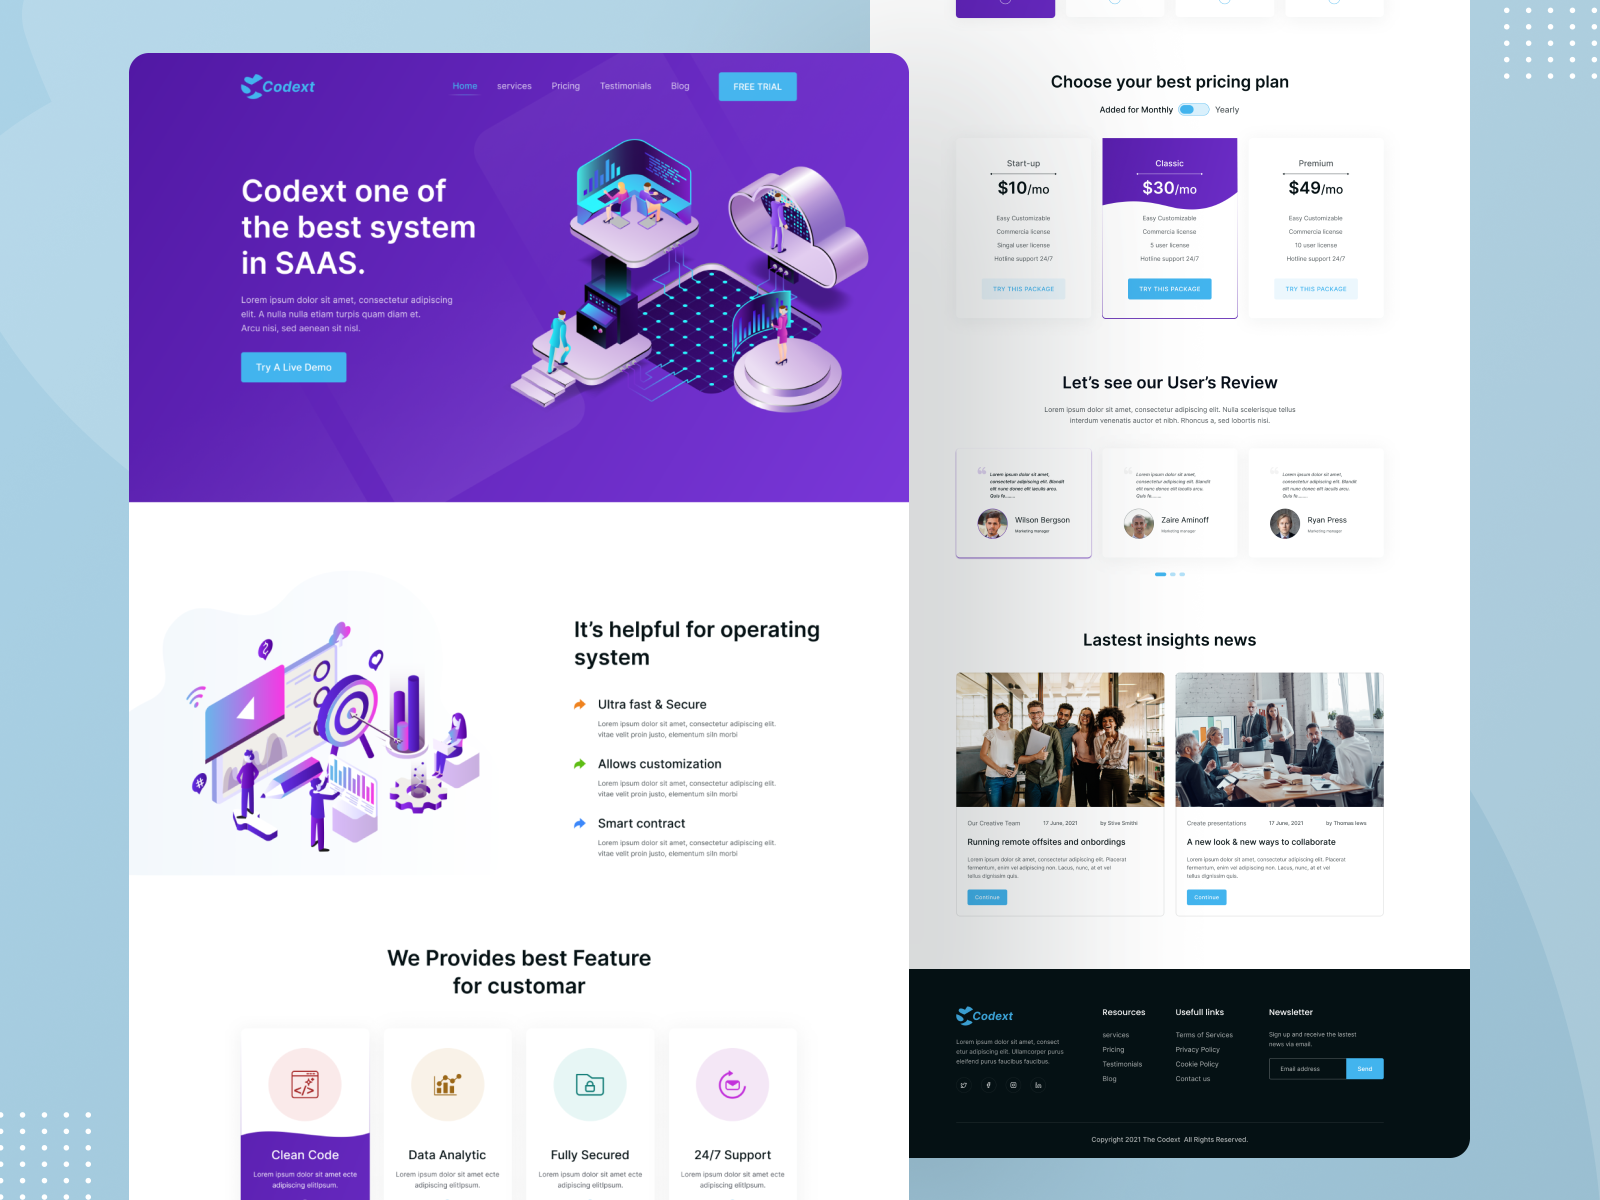 Codext
Home
services
Pricing
Testimonials
Blog
FREE TRIAL
Codext one of
the best system
in SAAS.
Lorem ipsum dolor sit amet, consectetur adipiscing
elit. A nulla nulla etiam turpis quam diam et.
Arcu nisi, sed aenean sit nisl.
Try A Live Demo
It's helpful for operating
system
Ultra fast & Secure
Lorem ipsum dolor sit amet, consectetur adipiscing elit.
vitae velit proin justo, elementum siln morbi
Allows customization
Lorem ipsum dolor sit amet, consectetur adipiscing elit.
vitae velit proin justo, elementum siln morbi
Smart contract
Lorem ipsum dolor sit amet, consectetur adipiscing elit.
vitae velit proin justo, elementum siln morbi
We Provides best Feature
for customar
Clean Code
Lorem ipsum dolor sit amet ecte
adipiscing elitipsum.
Data Analytic
Lorem ipsum dolor sit amet ecte
adipiscing elitipsum.
Fully Secured
Lorem ipsum dolor sit amet ecte
adipiscing elitipsum.
24/7 Support
Lorem ipsum dolor sit amet ecte
adipiscing elitipsum.
Choose your best pricing plan
Added for Monthly
Yearly
Start-up
$10/mo
Easy Customizable
Commercia license
Singal user license
Hotline support 24/7
TRY THIS PACKAGE
Classic
$30/mo
Easy Customizable
Commercia license
5 user license
Hotline support 24/7
TRY THIS PACKAGE
Premium
$49/mo
Easy Customizable
Commercia license
10 user license
Hotline support 24/7
TRY THIS PACKAGE
Let's see our User's Review
Lorem ipsum dolor sit amet, consectetur adipiscing elit. Nulla scelerisque tellus
interdum venenatis auctor et nibh. Rhoncus a, sed lobortis nisi.
Lorem ipsum dolor sit amet,
consectetur adipiscing elit. Blandit
elit nunc donec elit iaculis arcu.
Quis fe.......
Wilson Bergson
Marketing manager
Lorem ipsum dolor sit amet,
consectetur adipiscing elit. Blandit
elit nunc donec elit iaculis arcu.
Quis fe.......
Zaire Aminoff
Marketing manager
Lorem ipsum dolor sit amet,
consectetur adipiscing elit. Blandit
elit nunc donec elit iaculis arcu.
Quis fe.......
Ryan Press
Marketing manager
Lastest insights news
Our Creative Team
17 June, 2021
by Stive Smithi
Running remote offsites and onbordings
Lorem ipsum dolor sit amet, consectetur adipiscing elit. Placerat
fermentum, enim vel adipiscing non. Lacus, nunc, at et vel
tellus dignissim quis.
Continue
Create presentations
17 June, 2021
by Thomas lews
A new look & new ways to collaborate
Lorem ipsum dolor sit amet, consectetur adipiscing elit. Placerat
fermentum, enim vel adipiscing non. Lacus, nunc, at et vel
tellus dignissim quis.
Continue
Codext
Lorem ipsum dolor sit amet, consect
etur adipiscing elit. Ullamcorper purus
eleifend purus faucibus faucibus.
Resources
services
Pricing
Testimonials
Blog
Usefull links
Terms of Services
Privacy Policy
Cookie Policy
Contact us
Newsletter
Sign up and receive the lastest
news via email.
Email address
Send
Copyright 2021 The Codext All Rights Reserved.